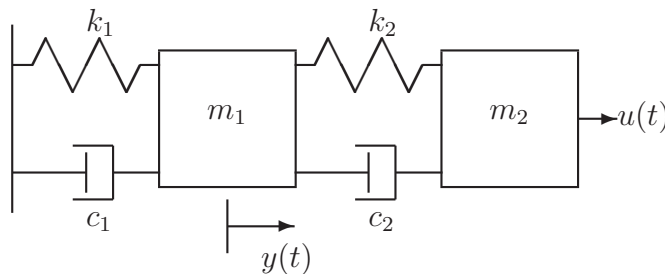 k₁ k₂
m₁ m₂ u(t)
c₁ c₂
y(t)